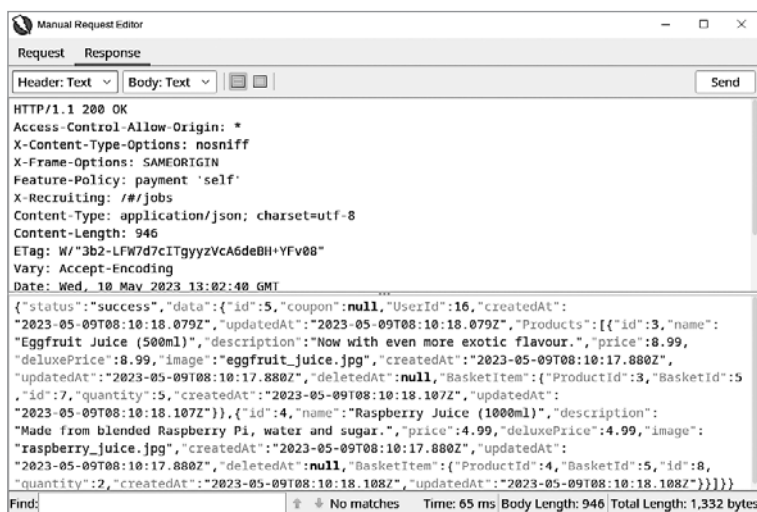 Manual Request Editor
Request Response
Header: Text Body: Text Send
HTTP/1.1 200 OK
Access-Control-Allow-Origin: *
X-Content-Type-Options: nosniff
X-Frame-Options: SAMEORIGIN
Feature-Policy: payment 'self'
X-Recruiting: /#/jobs
Content-Type: application/json; charset=utf-8
Content-Length: 946
ETag: W/"3b2-LFW7d7cITgyyzVcA6deBH+YFv08"
Vary: Accept-Encoding
Date: Wed, 10 May 2023 13:02:40 GMT
{"status":"success","data":{"id":5,"coupon":null,"UserId":16,"createdAt":
"2023-05-09T08:10:18.079Z","updatedAt":"2023-05-09T08:10:18.079Z","Products":[{"id":3,"name":
"Eggfruit Juice (500ml)","description":"Now with even more exotic flavour.","price":8.99,
"deluxePrice":8.99,"image":"eggfruit_juice.jpg","createdAt":"2023-05-09T08:10:17.880Z",
"updatedAt":"2023-05-09T08:10:17.880Z","deletedAt":null,"BasketItem":{"ProductId":3,"BasketId":5
,"id":7,"quantity":5,"createdAt":"2023-05-09T08:10:18.107Z","updatedAt":
"2023-05-09T08:10:18.107Z"}},{"id":4,"name":"Raspberry Juice (1000ml)","description":
"Made from blended Raspberry Pi, water and sugar.","price":4.99,"deluxePrice":4.99,"image":
"raspberry_juice.jpg","createdAt":"2023-05-09T08:10:17.880Z","updatedAt":
"2023-05-09T08:10:17.880Z","deletedAt":null,"BasketItem":{"ProductId":4,"BasketId":5,"id":8,
"quantity":2,"createdAt":"2023-05-09T08:10:18.108Z","updatedAt":"2023-05-09T08:10:18.108Z"}}]}}
Find: No matches Time: 65 ms Body Length: 946 Total Length: 1,332 bytes